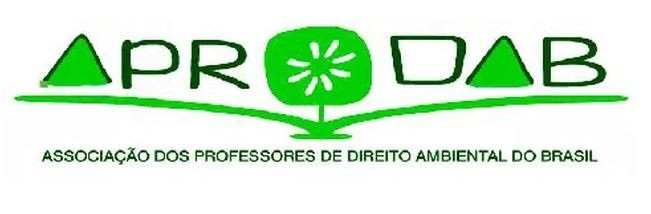 APRODAB
ASSOCIAÇÃO DOS PROFESSORES DE DIREITO AMBIENTAL DO BRASIL